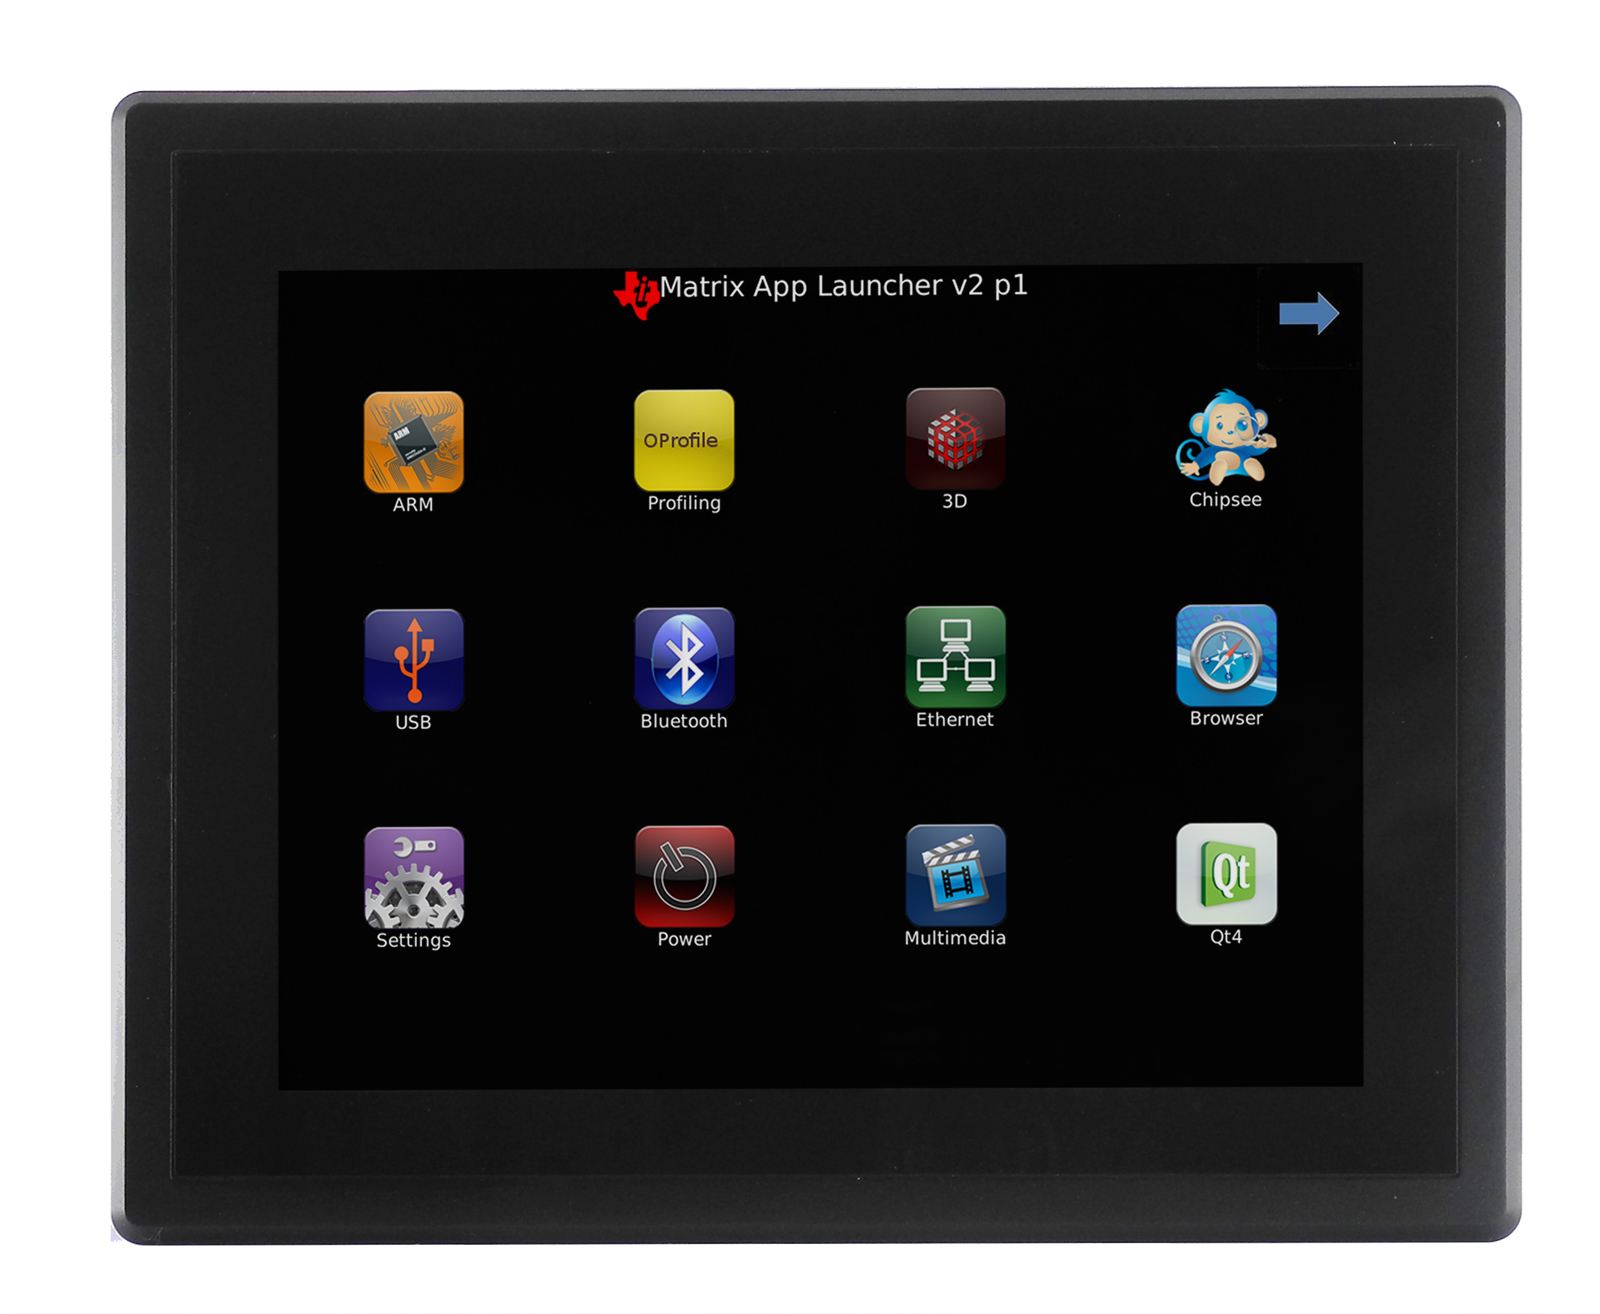 Matrix App Launcher v2 p1
ARM
OProfile
ARM
Profiling
3D
Chipsee
USB
Bluetooth
Ethernet
Browser
Settings
Power
Multimedia
Qt
Qt4